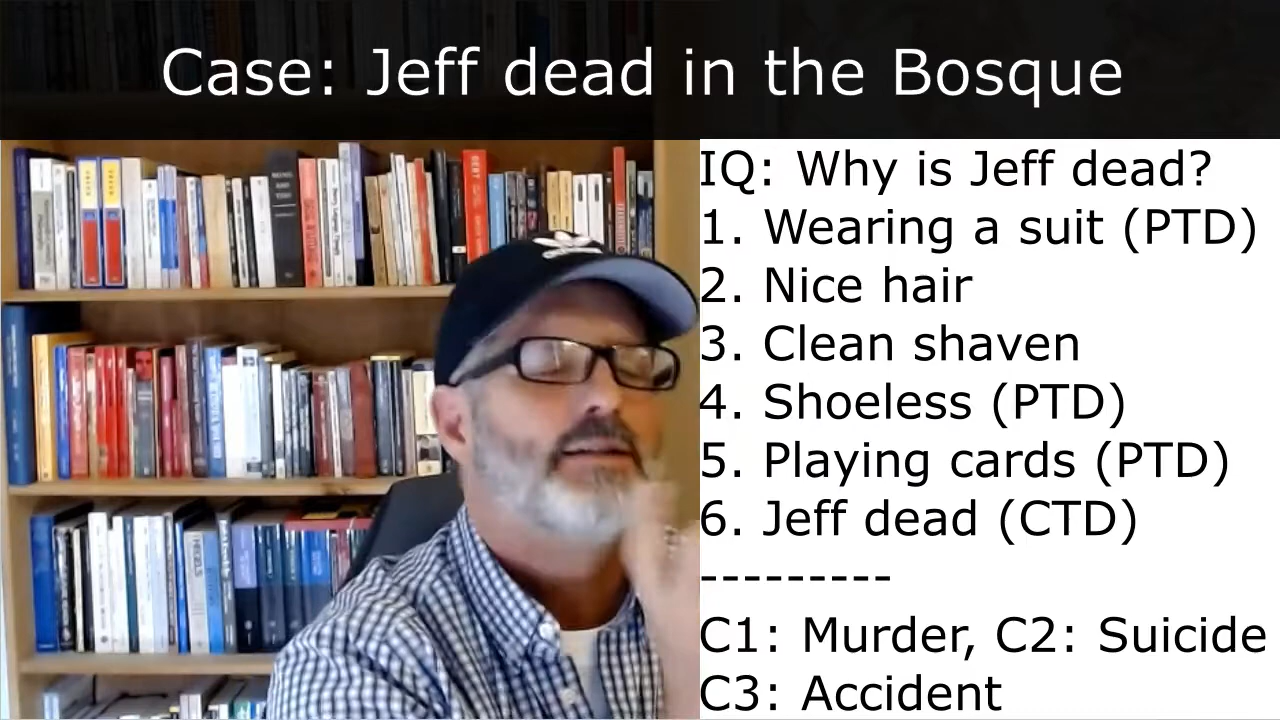 Case: Jeff dead in the Bosque
IQ: Why is Jeff dead?
1. Wearing a suit (PTD)
2. Nice hair
3. Clean shaven
4. Shoeless (PTD)
5. Playing cards (PTD)
6. Jeff dead (CTD)
---------
C1: Murder, C2: Suicide
C3: Accident